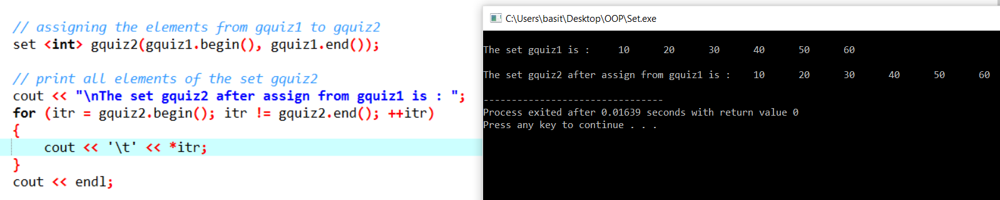 // assigning the elements from gquiz1 to gquiz2
set <int> gquiz2(gquiz1.begin(), gquiz1.end());
// print all elements of the set gquiz2
cout << "\nThe set gquiz2 after assign from gquiz1 is : ";
for (itr = gquiz2.begin(); itr != gquiz2.end(); ++itr)
{
cout << '\t' << *itr;
}
cout << endl;
C:\Users\basit\Desktop\OOP\Set.exe
The set gquiz1 is : 10 20 30 40 50 60
The set gquiz2 after assign from gquiz1 is : 10 20 30 40 50 60
--------------------------------
Process exited after 0.01639 seconds with return value 0
Press any key to continue . . .